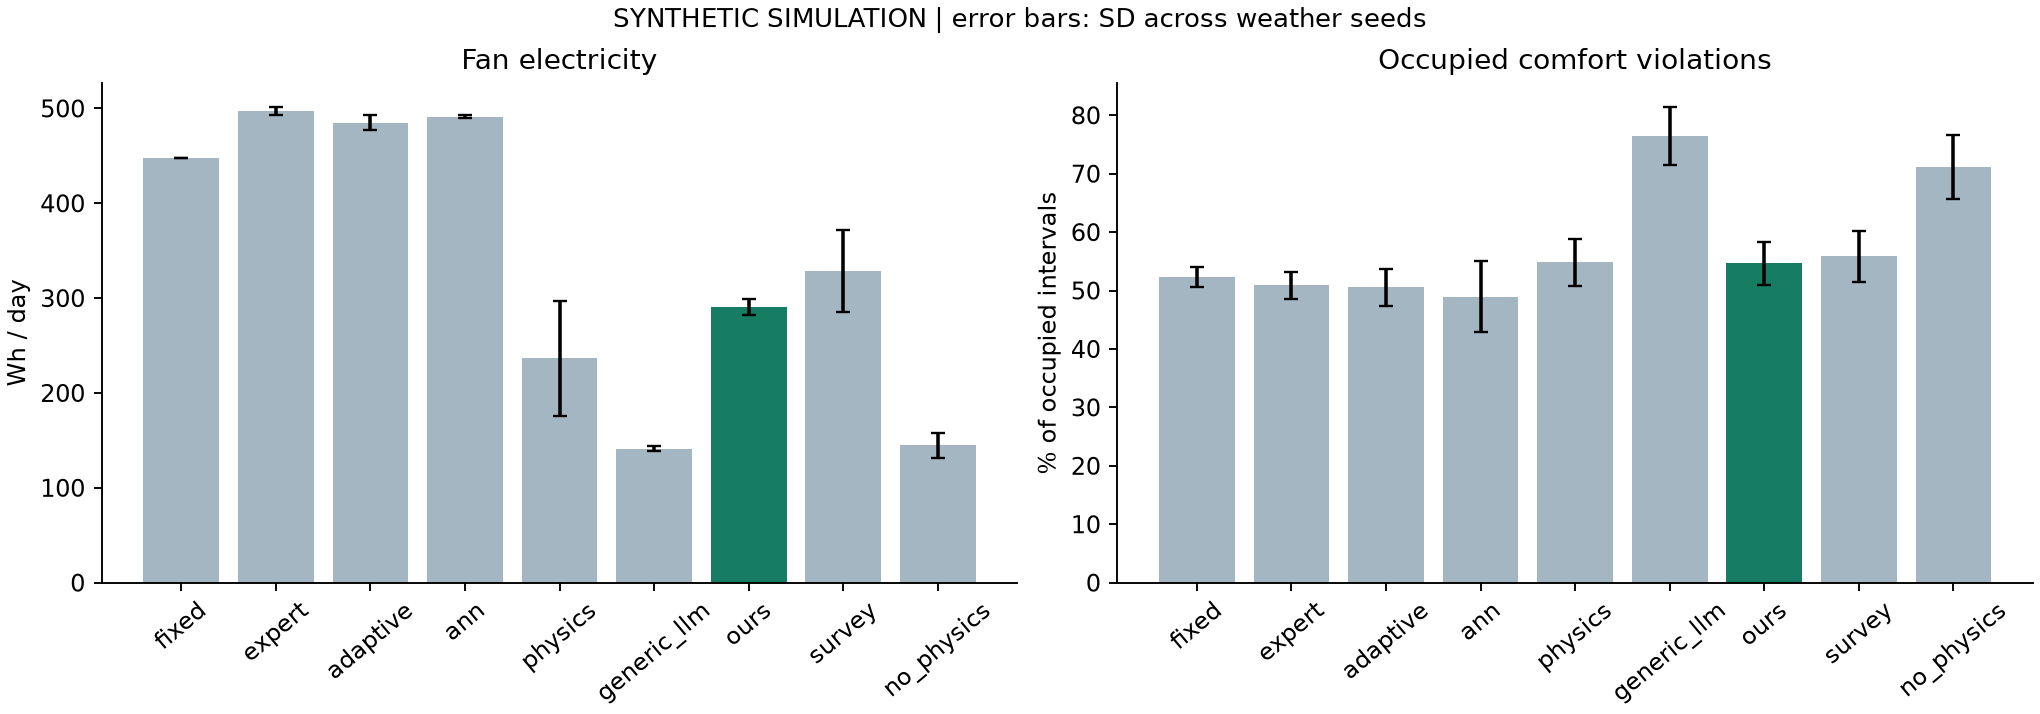 SYNTHETIC SIMULATION | error bars: SD across weather seeds
Fan electricity
Wh / day
500
400
300
200
100
0
fixed
expert
adaptive
ann
physics
generic_llm
ours
survey
no_physics
Occupied comfort violations
% of occupied intervals
80
70
60
50
40
30
20
10
0
fixed
expert
adaptive
ann
physics
generic_llm
ours
survey
no_physics